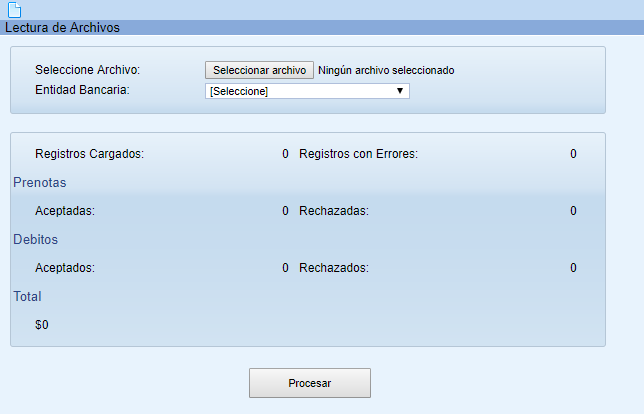 Lectura de Archivos
Seleccione Archivo: Seleccionar archivo Ningún archivo seleccionado
Entidad Bancaria: [Seleccione]
Registros Cargados: 0 Registros con Errores: 0
Prenotas
Aceptadas: 0 Rechazadas: 0
Debitos
Aceptados: 0 Rechazados: 0
Total
$0
Procesar